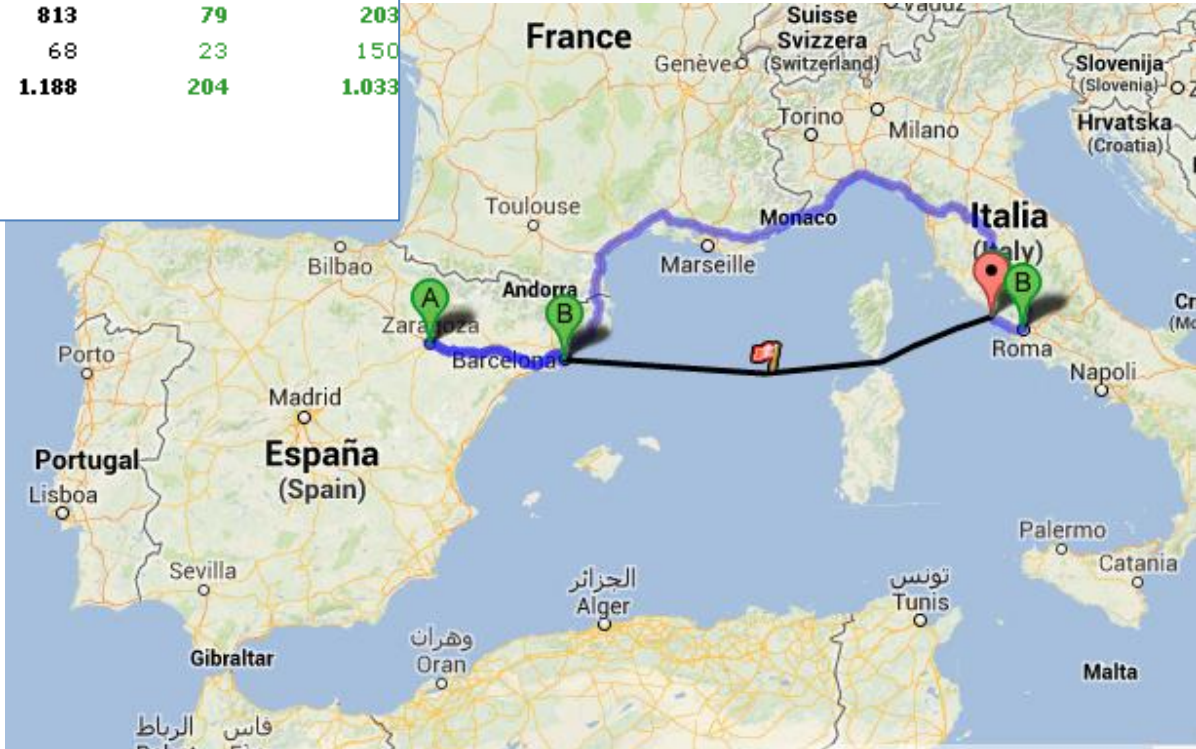 813 79 203
68 23 150
1.188 204 1.033
Suisse
Svizzera
(Switzerland)
Vaduz
France
Genève
Slovenija
(Slovenia)
Torino
Milano
Hrvatska
(Croatia)
Toulouse
Monaco
Italia
(Italy)
Bilbao
Marseille
Andorra
A
B
B
Zaragoza
Barcelona
Roma
Porto
Napoli
Madrid
España
(Spain)
Portugal
Lisboa
Palermo
Catania
Sevilla
الجزائر
Alger
تونس
Tunis
وهران
Oran
Gibraltar
Malta
فاس
الرباط